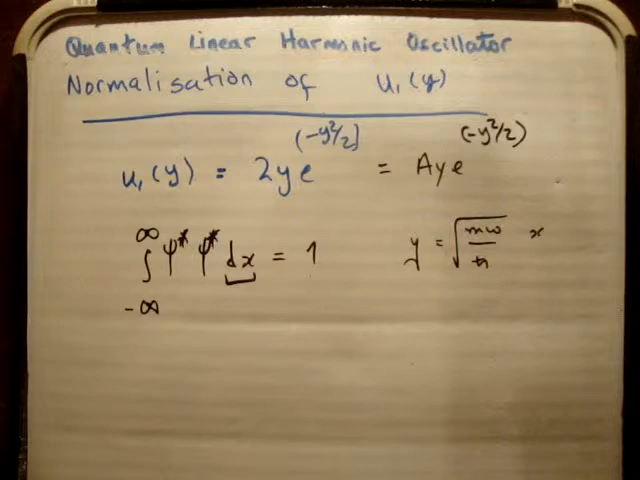 Quantum Linear Harmonic Oscillator
Normalisation of u₁(y)
u₁(y) = 2ye^(-y²/2) = Aye^(-y²/2)
∫_{-∞}^{∞} ψ* ψ* dx = 1 y = √(mω/ħ) x